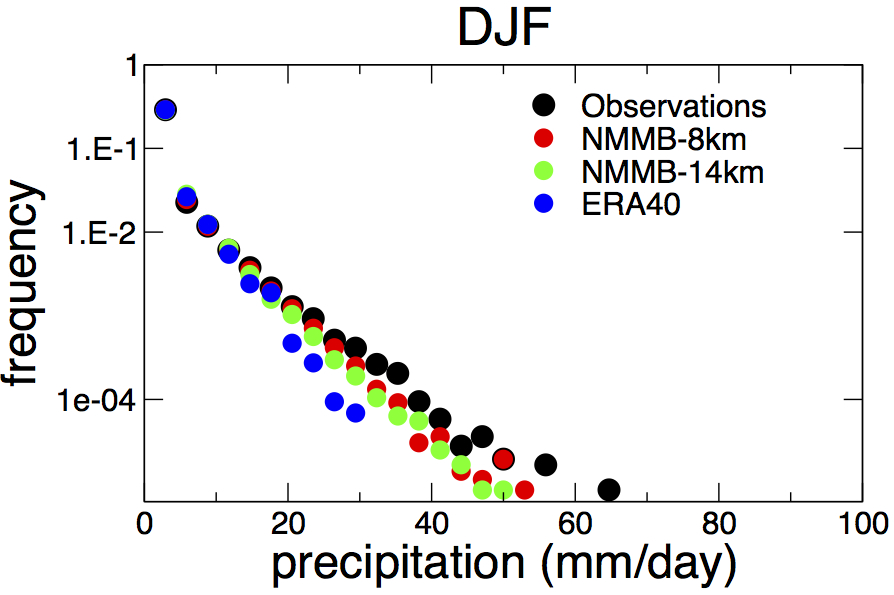 DJF
1
1.E-1
1.E-2
1e-04
frequency
Observations
NMMB-8km
NMMB-14km
ERA40
0 20 40 60 80 100
precipitation (mm/day)